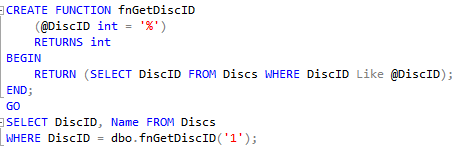 CREATE FUNCTION fnGetDiscID
(@DiscID int = '%')
RETURNS int
BEGIN
RETURN (SELECT DiscID FROM Discs WHERE DiscID Like @DiscID);
END;
GO
SELECT DiscID, Name FROM Discs
WHERE DiscID = dbo.fnGetDiscID('1');